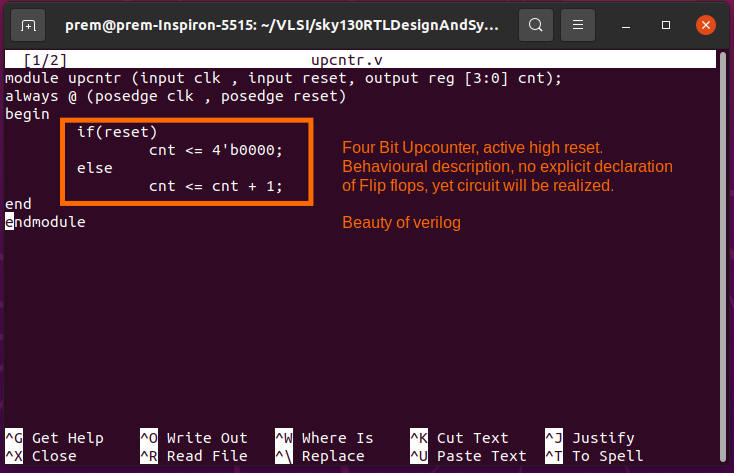 prem@prem-Inspiron-5515: ~/VLSI/sky130RTLDesignAndSy...
[1/2] upcntr.v
module upcntr (input clk , input reset, output reg [3:0] cnt);
always @ (posedge clk , posedge reset)
begin
if(reset)
cnt <= 4'b0000;
else
cnt <= cnt + 1;
end
endmodule
Four Bit Upcounter, active high reset.
Behavioural description, no explicit declaration
of Flip flops, yet circuit will be realized.
Beauty of verilog
^G Get Help ^O Write Out ^W Where Is ^K Cut Text ^J Justify
^X Close ^R Read File ^\ Replace ^U Paste Text ^T To Spell